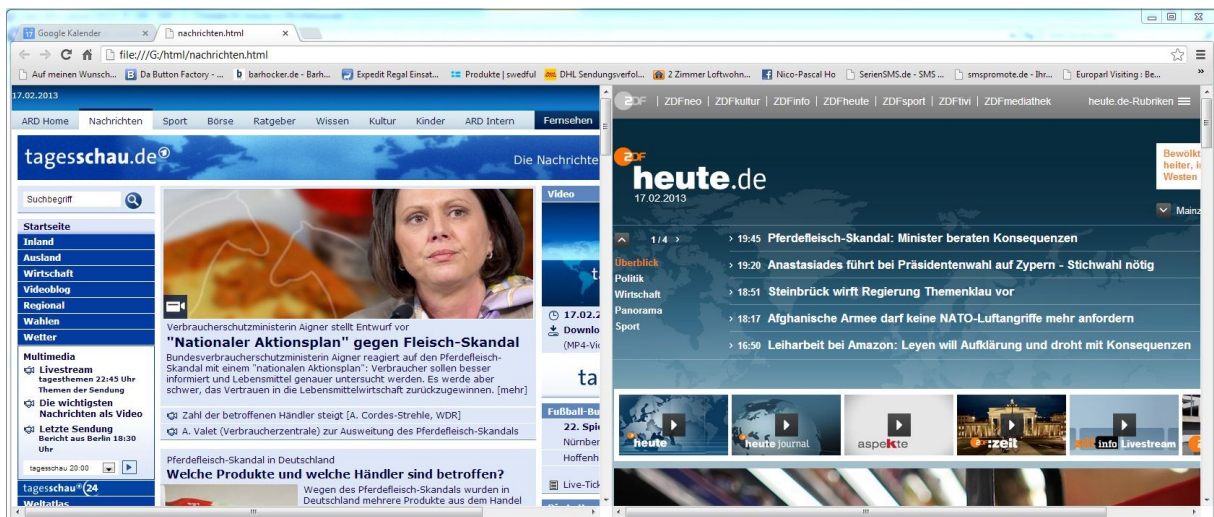 Google Kalender
nachrichten.html
file:///G:/html/nachrichten.html
Auf meinen Wunsch... Da Button Factory - ... barhocker.de - Barh... Expedit Regal Einsat... Produkte | swedful DHL Sendungsverfol... 2 Zimmer Loftwohn... Nico-Pascal Ho SerienSMS.de - SMS ... smspromote.de - Ihr... Europarl Visiting : Be... »
17.02.2013
ARD Home Nachrichten Sport Börse Ratgeber Wissen Kultur Kinder ARD Intern Fernsehen
tagesschau.de
Die Nachrichte
Suchbegriff
Startseite
Inland
Ausland
Wirtschaft
Videoblog
Regional
Wahlen
Wetter
Multimedia
Livestream
tagesthemen 22:45 Uhr
Themen der Sendung
Die wichtigsten
Nachrichten als Video
Letzte Sendung
Bericht aus Berlin 18:30
Uhr
tagesschau 20:00
tagesschau 24
Weltatlas
Verbraucherschutzministerin Aigner stellt Entwurf vor
"Nationaler Aktionsplan" gegen Fleisch-Skandal
Bundesverbraucherschutzministerin Aigner reagiert auf den Pferdefleisch-
Skandal mit einem "nationalen Aktionsplan": Verbraucher sollen besser
informiert und Lebensmittel genauer untersucht werden. Es werde aber
schwer, das Vertrauen in die Lebensmittelwirtschaft zurückzugewinnen. [mehr]
Zahl der betroffenen Händler steigt [A. Cordes-Strehle, WDR]
A. Valet (Verbraucherzentrale) zur Ausweitung des Pferdefleisch-Skandals
Pferdefleisch-Skandal in Deutschland
Welche Produkte und welche Händler sind betroffen?
Wegen des Pferdefleisch-Skandals wurden in
Deutschland mehrere Produkte aus dem Handel
Video
17.02.2
Downlo
(MP4-Vi
ta
Fußball-Bu
22. Spie
Nürnber
Hoffenh
Live-Tick
ZDF | ZDFneo | ZDFkultur | ZDFinfo | ZDFheute | ZDFsport | ZDFtivi | ZDFmediathek heute.de-Rubriken
ZDF
heute.de
17.02.2013
Bewölkt
heiter, i
Westen
Mainz
1/4 ›
Überblick
Politik
Wirtschaft
Panorama
Sport
› 19:45 Pferdefleisch-Skandal: Minister beraten Konsequenzen
› 19:20 Anastasiades führt bei Präsidentenwahl auf Zypern - Stichwahl nötig
› 18:51 Steinbrück wirft Regierung Themenklau vor
› 18:17 Afghanische Armee darf keine NATO-Luftangriffe mehr anfordern
› 16:50 Leiharbeit bei Amazon: Leyen will Aufklärung und droht mit Konsequenzen
heute
heute journal
aspekte
:zeit
info Livestream